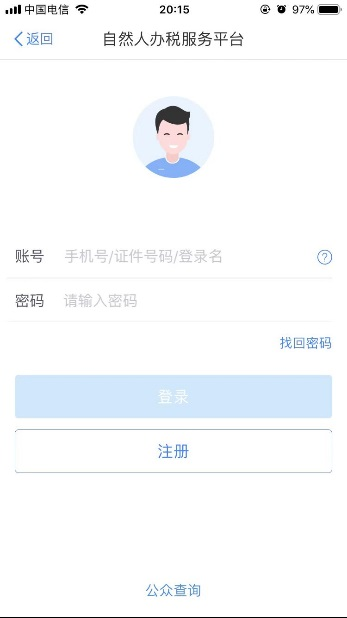 中国电信 20:15 97%
返回 自然人办税服务平台
账号 手机号/证件号码/登录名 ?
密码 请输入密码
找回密码
登录
注册
公众查询